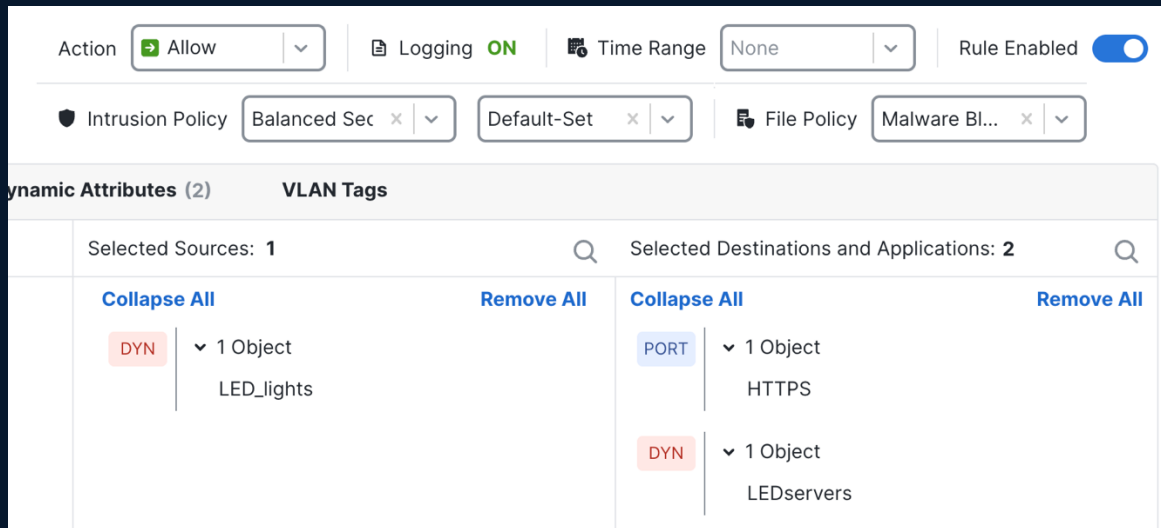 Action Allow Logging ON Time Range None Rule Enabled
Intrusion Policy Balanced Sec Default-Set File Policy Malware Bl...
ynamic Attributes (2) VLAN Tags
Selected Sources: 1 Selected Destinations and Applications: 2
Collapse All Remove All Collapse All Remove All
DYN 1 Object PORT 1 Object
LED_lights HTTPS
DYN 1 Object
LEDservers